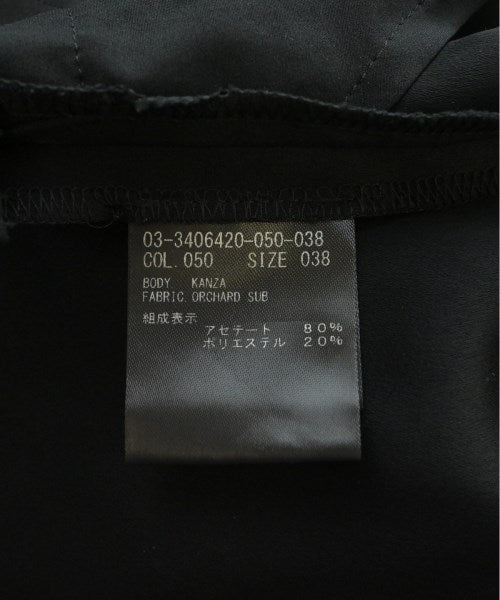 03-3406420-050-038
COL.050 SIZE 038
BODY KANZA
FABRIC.ORCHARD SUB
組成表示
アセテート 80%
ポリエステル 20%